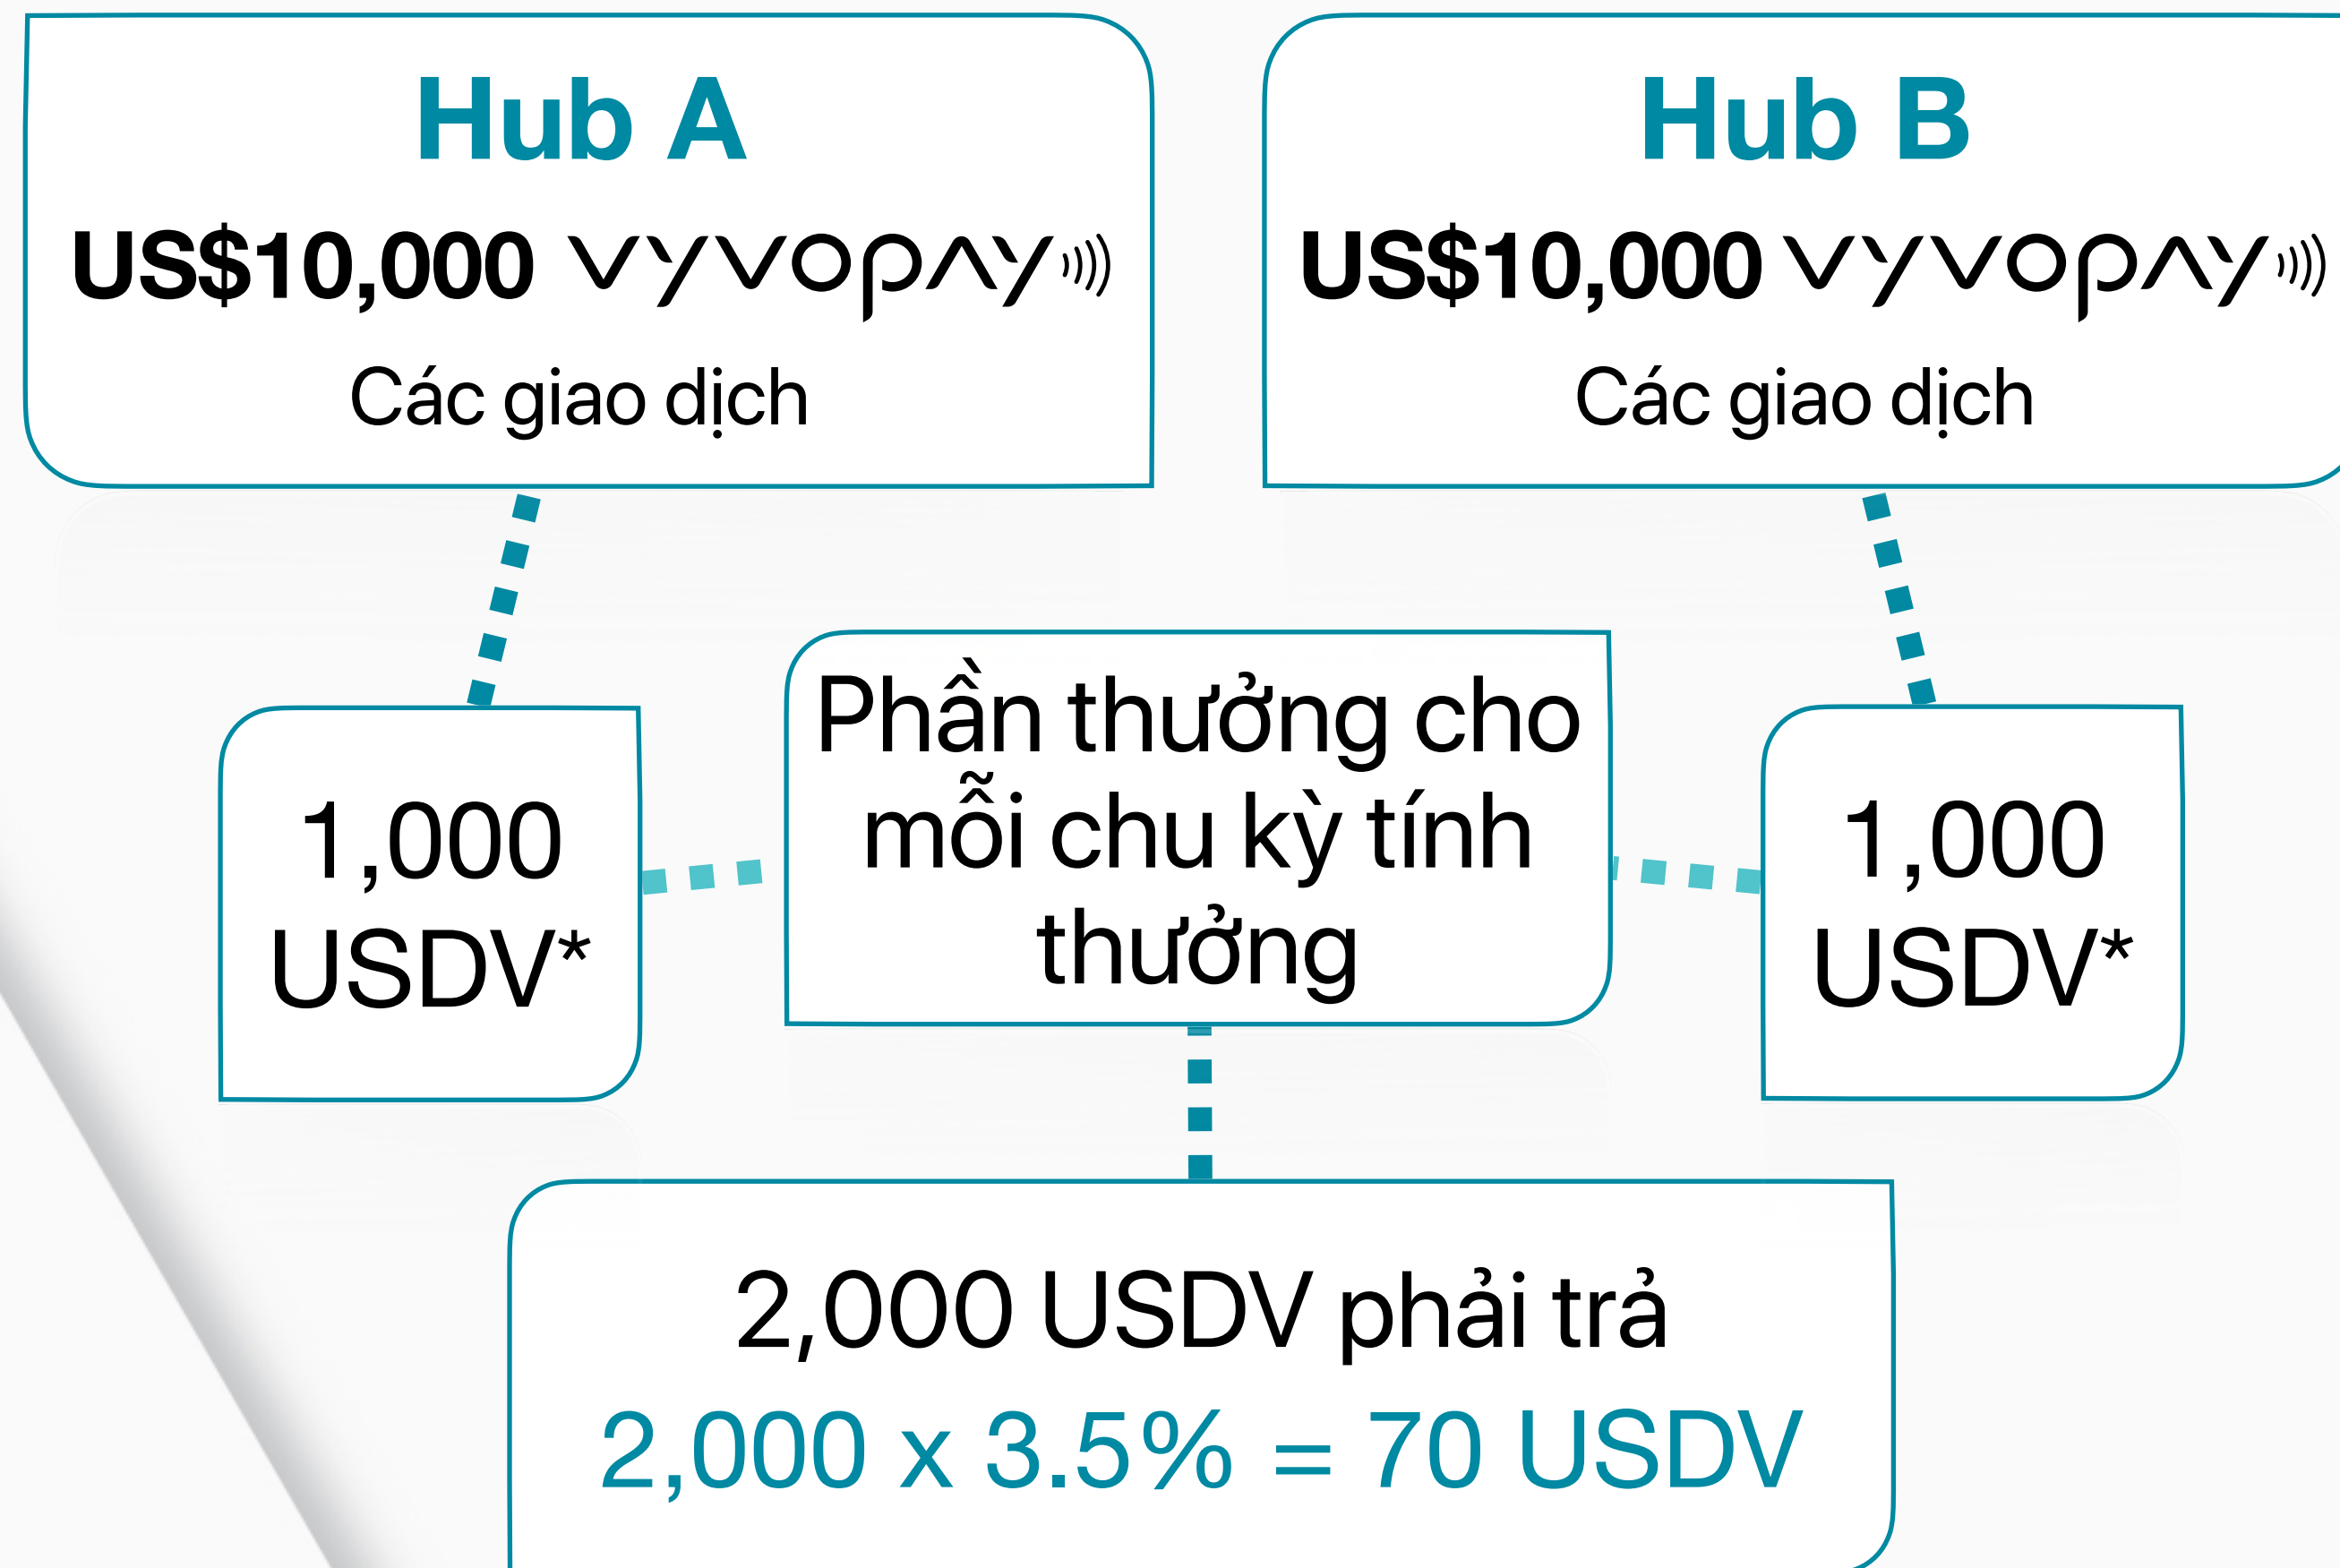 Hub A
US$10,000 vyvopay
Các giao dịch
Hub B
US$10,000 vyvopay
Các giao dịch
1,000
USDV*
Phần thưởng cho
mỗi chu kỳ tính
thưởng
1,000
USDV*
2,000 USDV phải trả
2,000 x 3.5% = 70 USDV